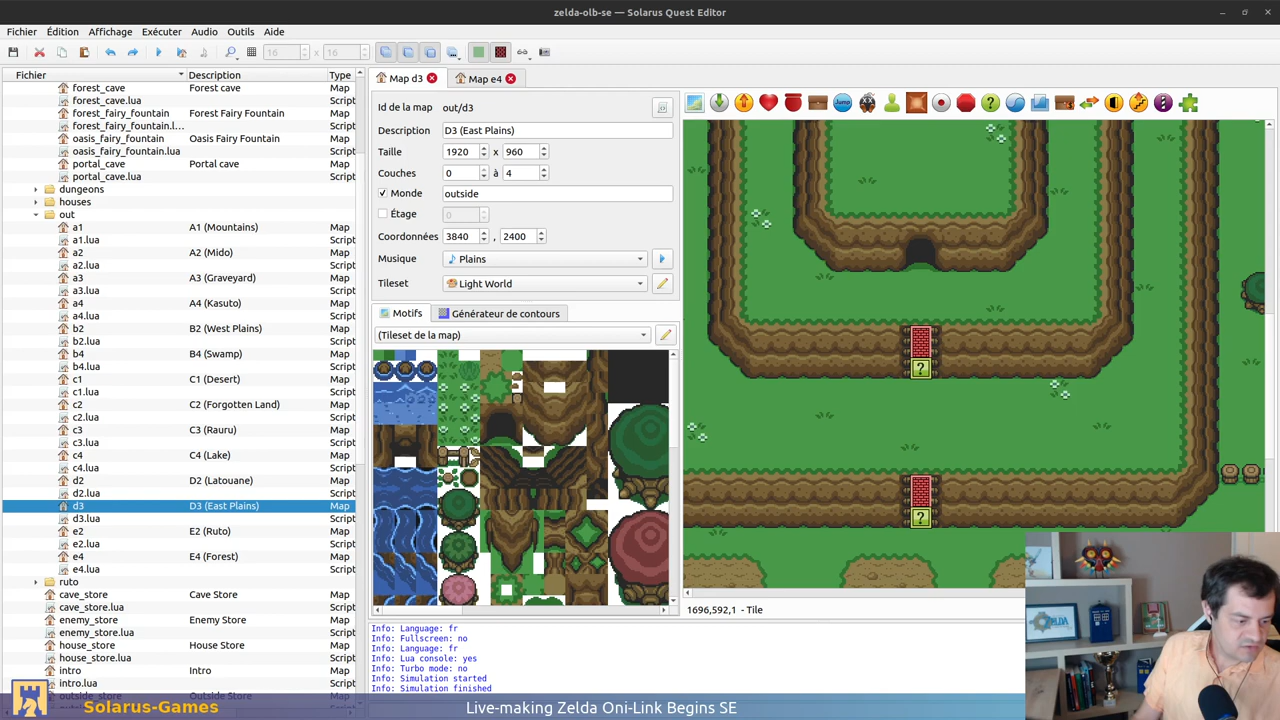 zelda-olb-se — Solarus Quest Editor
Fichier Édition Affichage Exécuter Audio Outils Aide
16 x 16
Fichier Description Type
forest_cave Forest cave Map
forest_cave.lua Script
forest_fairy_fountain Forest Fairy Fountain Map
forest_fairy_fountain.l... Script
oasis_fairy_fountain Oasis Fairy Fountain Map
oasis_fairy_fountain.lua Script
portal_cave Portal cave Map
portal_cave.lua Script
dungeons
houses
out
a1 A1 (Mountains) Map
a1.lua Script
a2 A2 (Mido) Map
a2.lua Script
a3 A3 (Graveyard) Map
a3.lua Script
a4 A4 (Kasuto) Map
a4.lua Script
b2 B2 (West Plains) Map
b2.lua Script
b4 B4 (Swamp) Map
b4.lua Script
c1 C1 (Desert) Map
c1.lua Script
c2 C2 (Forgotten Land) Map
c2.lua Script
c3 C3 (Rauru) Map
c3.lua Script
c4 C4 (Lake) Map
c4.lua Script
d2 D2 (Latouane) Map
d2.lua Script
d3 D3 (East Plains) Map
d3.lua Script
e2 E2 (Ruto) Map
e2.lua Script
e4 E4 (Forest) Map
e4.lua Script
ruto
cave_store Cave Store Map
cave_store.lua Script
enemy_store Enemy Store Map
enemy_store.lua Script
house_store House Store Map
house_store.lua Script
intro Intro Map
intro.lua Script
outside_store Outside Store Map
Map d3 Map e4
Id de la map out/d3
Description D3 (East Plains)
Taille 1920 x 960
Couches 0 à 4
Monde outside
Étage 0
Coordonnées 3840 , 2400
Musique Plains
Tileset Light World
Motifs Générateur de contours
(Tileset de la map)
Jump
?
?
?
1696,592,1 - Tile
Info: Language: fr
Info: Fullscreen: no
Info: Language: fr
Info: Lua console: yes
Info: Turbo mode: no
Info: Simulation started
Info: Simulation finished
Solarus-Games
Live-making Zelda Oni-Link Begins SE